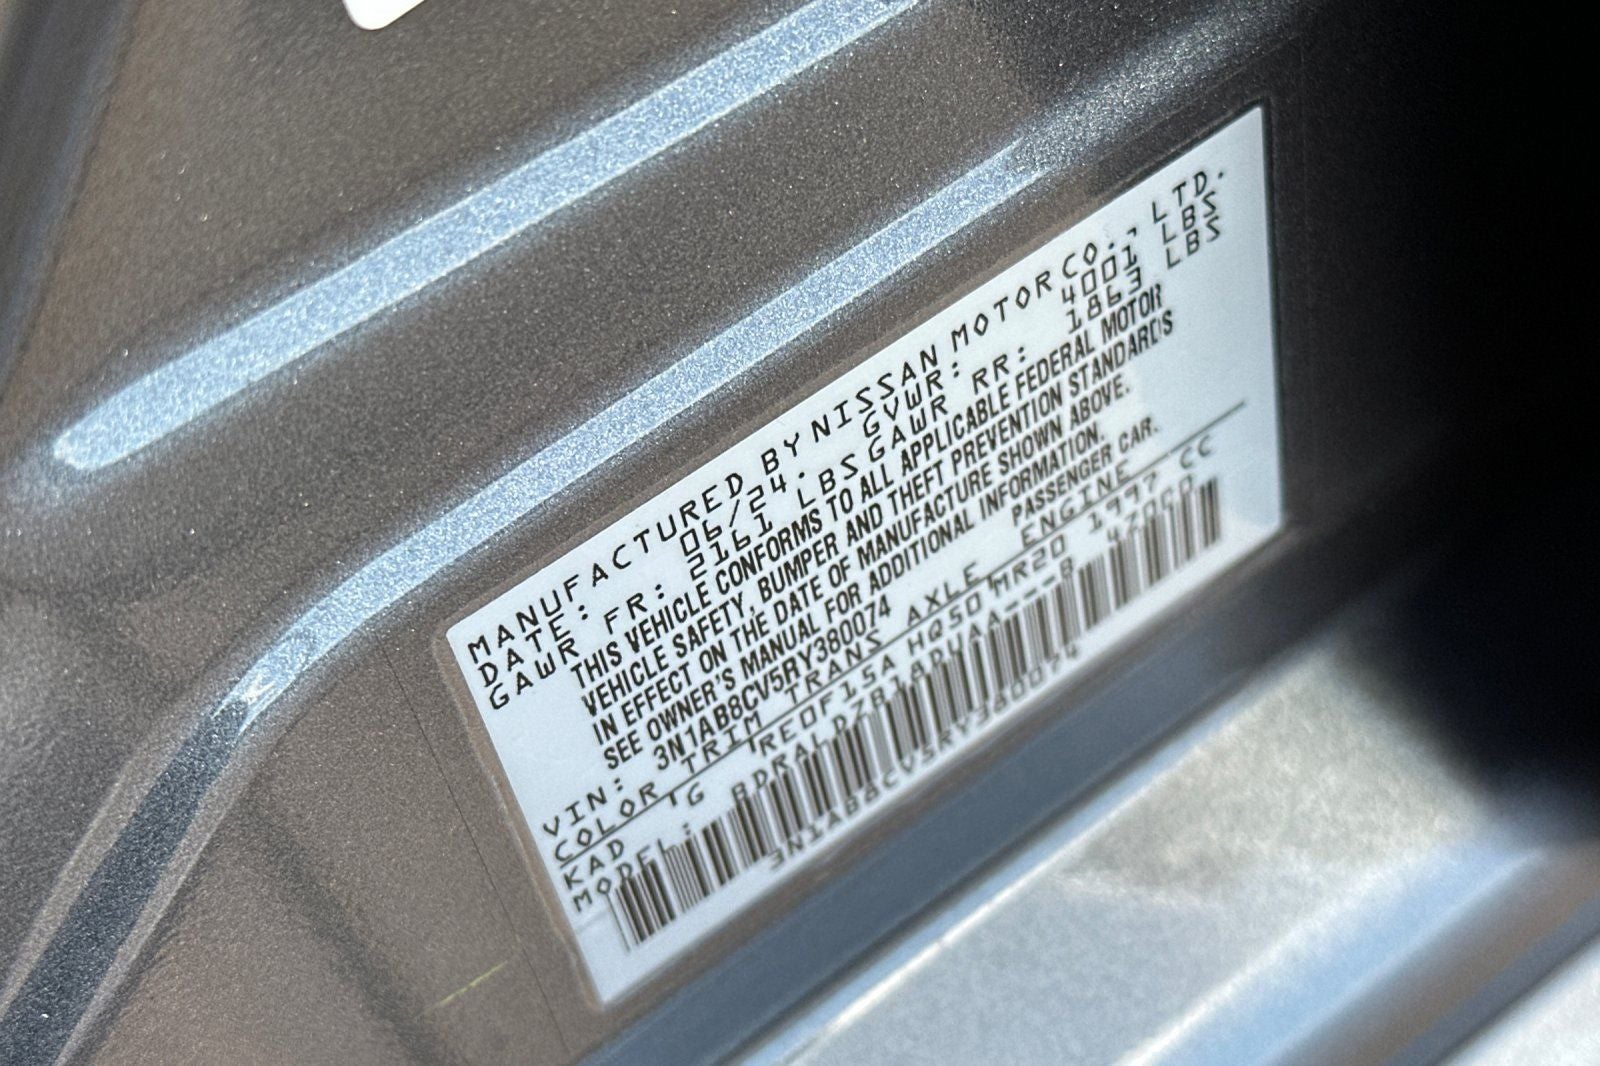 MANUFACTURED BY NISSAN MOTOR CO., LTD.
DATE: 06/24. GVWR: 4001 LBS
GAWR FR: 2161 LBS GAWR RR: 1863 LBS
THIS VEHICLE CONFORMS TO ALL APPLICABLE FEDERAL MOTOR
VEHICLE SAFETY, BUMPER AND THEFT PREVENTION STANDARDS
IN EFFECT ON THE DATE OF MANUFACTURE SHOWN ABOVE.
SEE OWNER'S MANUAL FOR ADDITIONAL INFORMATION.
VIN: 3N1AB8CV5RY380074 PASSENGER CAR.
COLOR TRIM TRANS AXLE ENGINE
KAD G RE0F15A HQ50 MR20 1997 CC
MODEL:
3N1AB8CV5RY380074